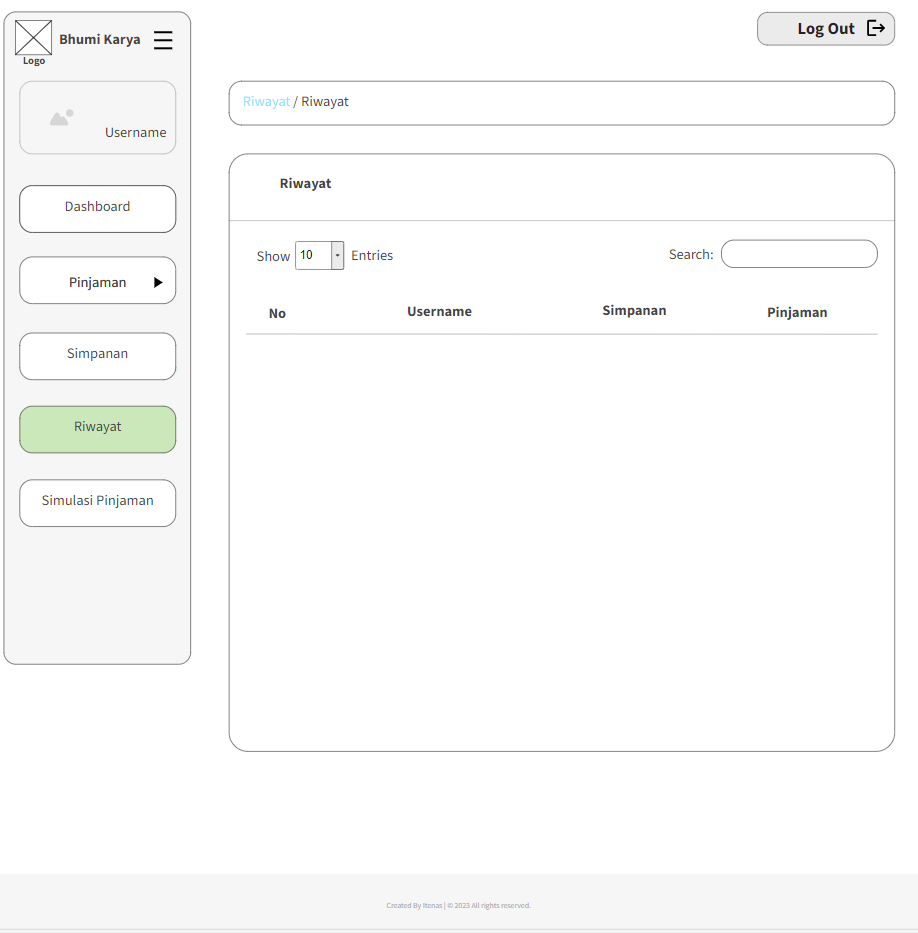 Bhumi Karya
Logo
Log Out
Username
Riwayat / Riwayat
Dashboard
Pinjaman
Simpanan
Riwayat
Simulasi Pinjaman
Riwayat
Show 10 Entries
Search:
No Username Simpanan Pinjaman
Created By Itenas | © 2023 All rights reserved.